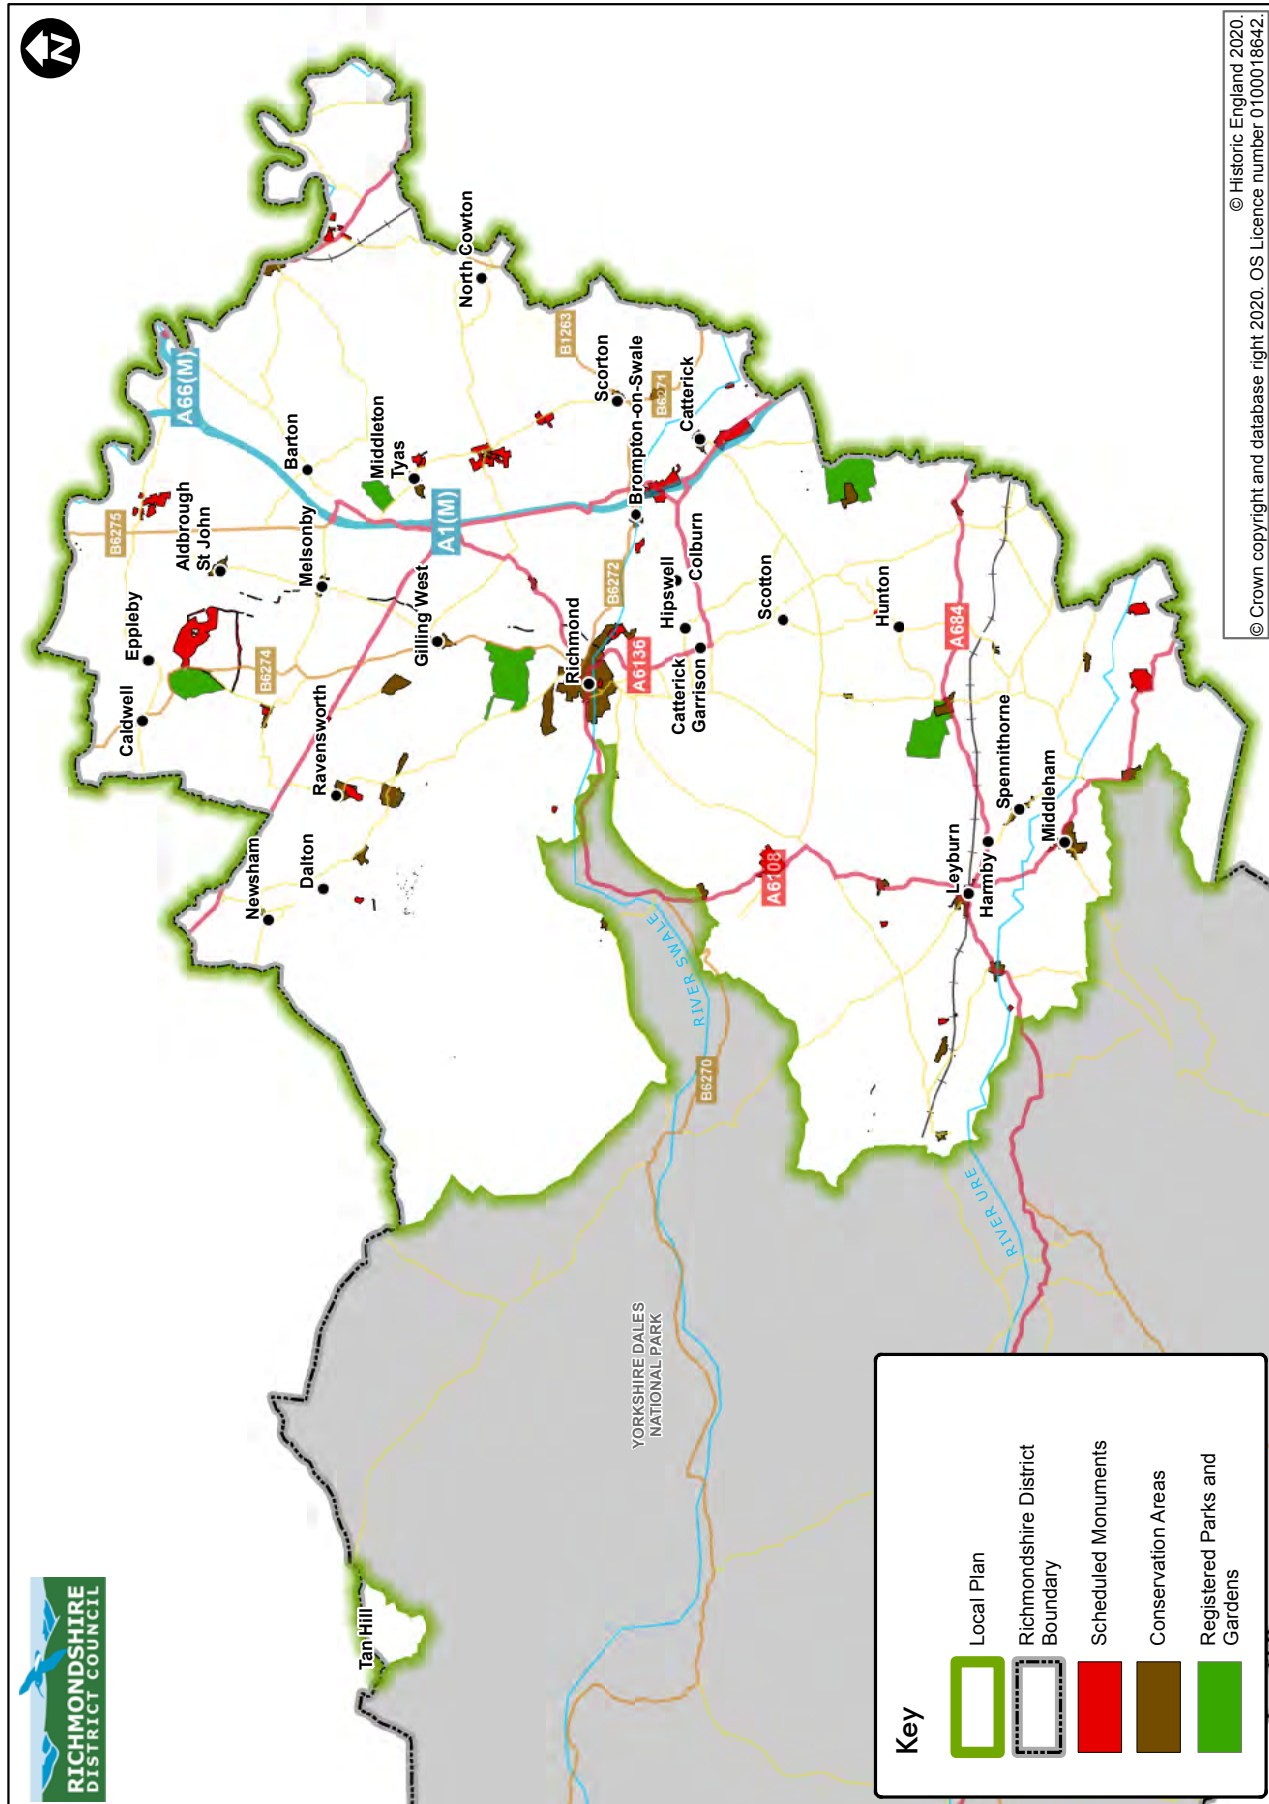 RICHMONDSHIRE
DISTRICT COUNCIL
N
Tan Hill
YORKSHIRE DALES
NATIONAL PARK
RIVER SWALE
RIVER URE
B6270
Newsham
Dalton
Ravensworth
Caldwell
Eppleby
Aldbrough
St John
Melsonby
Barton
Middleton
Tyas
Gilling West
B6274
B6275
A66(M)
A1(M)
North Cowton
B1263
Scorton
Brompton-on-Swale
B6271
Catterick
B6272
Richmond
A6136
Hipswell
Colburn
Catterick
Garrison
Scotton
Hunton
A684
A6108
Leyburn
Harmby
Spennithorne
Middleham
Key
Local Plan
Richmondshire District
Boundary
Scheduled Monuments
Conservation Areas
Registered Parks and
Gardens
© Historic England 2020.
© Crown copyright and database right 2020. OS Licence number 0100018642.